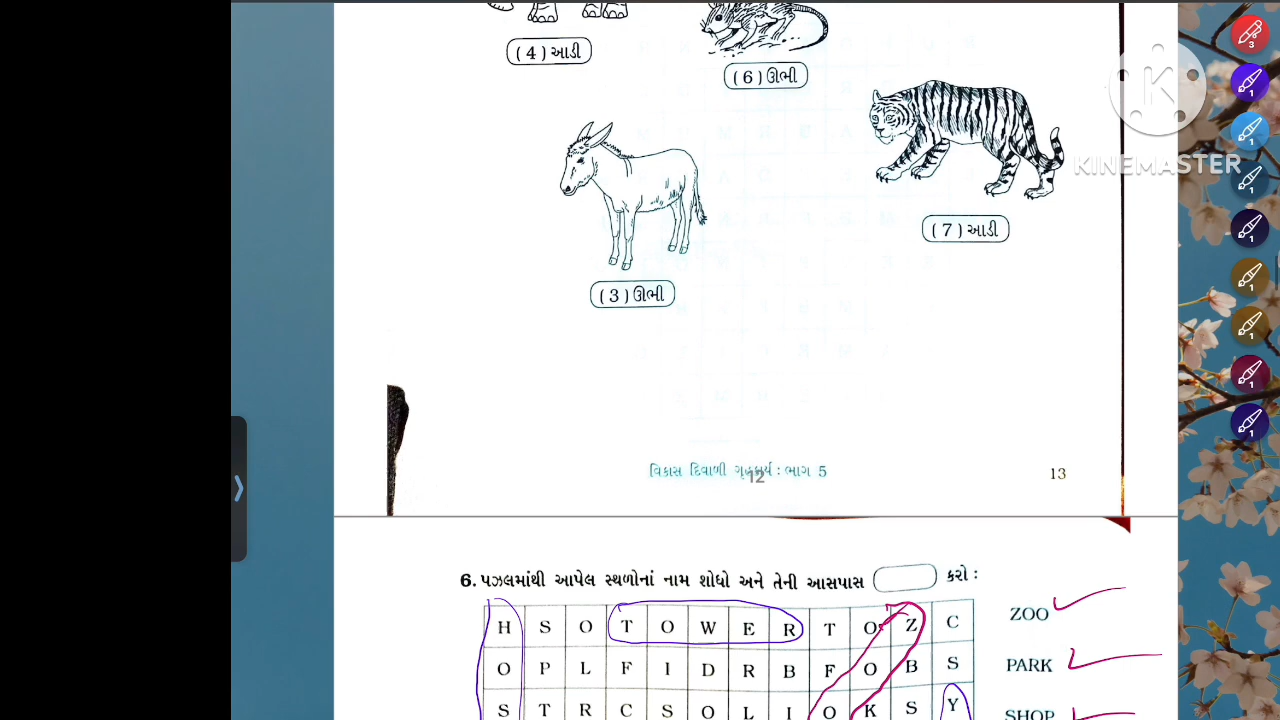 (4) આડી
(6) ઊભી
KINEMASTER
(7) આડી
(3) ઊભી
વિકાસ દિવાળી ગૃહકાર્ય : ભાગ 5
12
13
6. પઝલમાંથી આપેલ સ્થળોનાં નામ શોધો અને તેની આસપાસ કરો :
H S O T O W E R T O Z C
ZOO
O P L F I D R B F O B S
PARK
S T R C S O L I O K S Y
SHOP